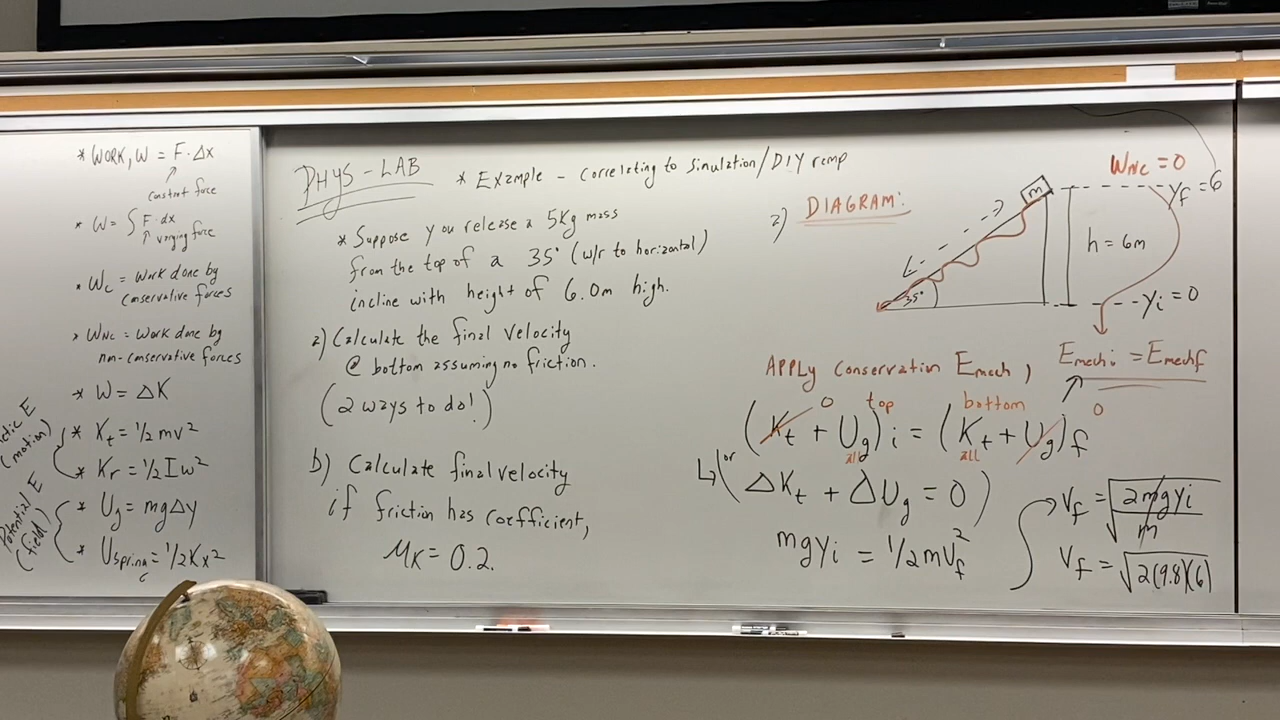 * WORK, W = F · Δx
constant force
* W = ∫ F · dx
varying force
* Wc = Work done by
conservative forces
* WNC = Work done by
non-conservative forces
* W = ΔK
(motion)
* Kt = 1/2 mv²
* Kr = 1/2 I w²
Potential E
(field)
* Ug = mgΔy
* Uspring = 1/2 Kx²
PHYS-LAB
* Example - correlating to simulation/DIY ramp
* Suppose you release a 5Kg mass
from the top of a 35° (w/r to horizontal)
incline with height of 6.0m high.
a) Calculate the final velocity
@ bottom assuming no friction.
(2 ways to do!)
b) Calculate final velocity
if friction has coefficient,
μK = 0.2.
a) DIAGRAM:
m
35°
h = 6m
WNC = 0
yf = 6
yi = 0
APPLY conservation Emech, Emechi = Emechf
0 top bottom 0
(Kt + Ug)i = (Kt + Ug)f
all all
↳ or
(ΔKt + ΔUg = 0)
mgyi = 1/2 mVf²
Vf = √2mgyi/m
Vf = √2(9.8)(6)